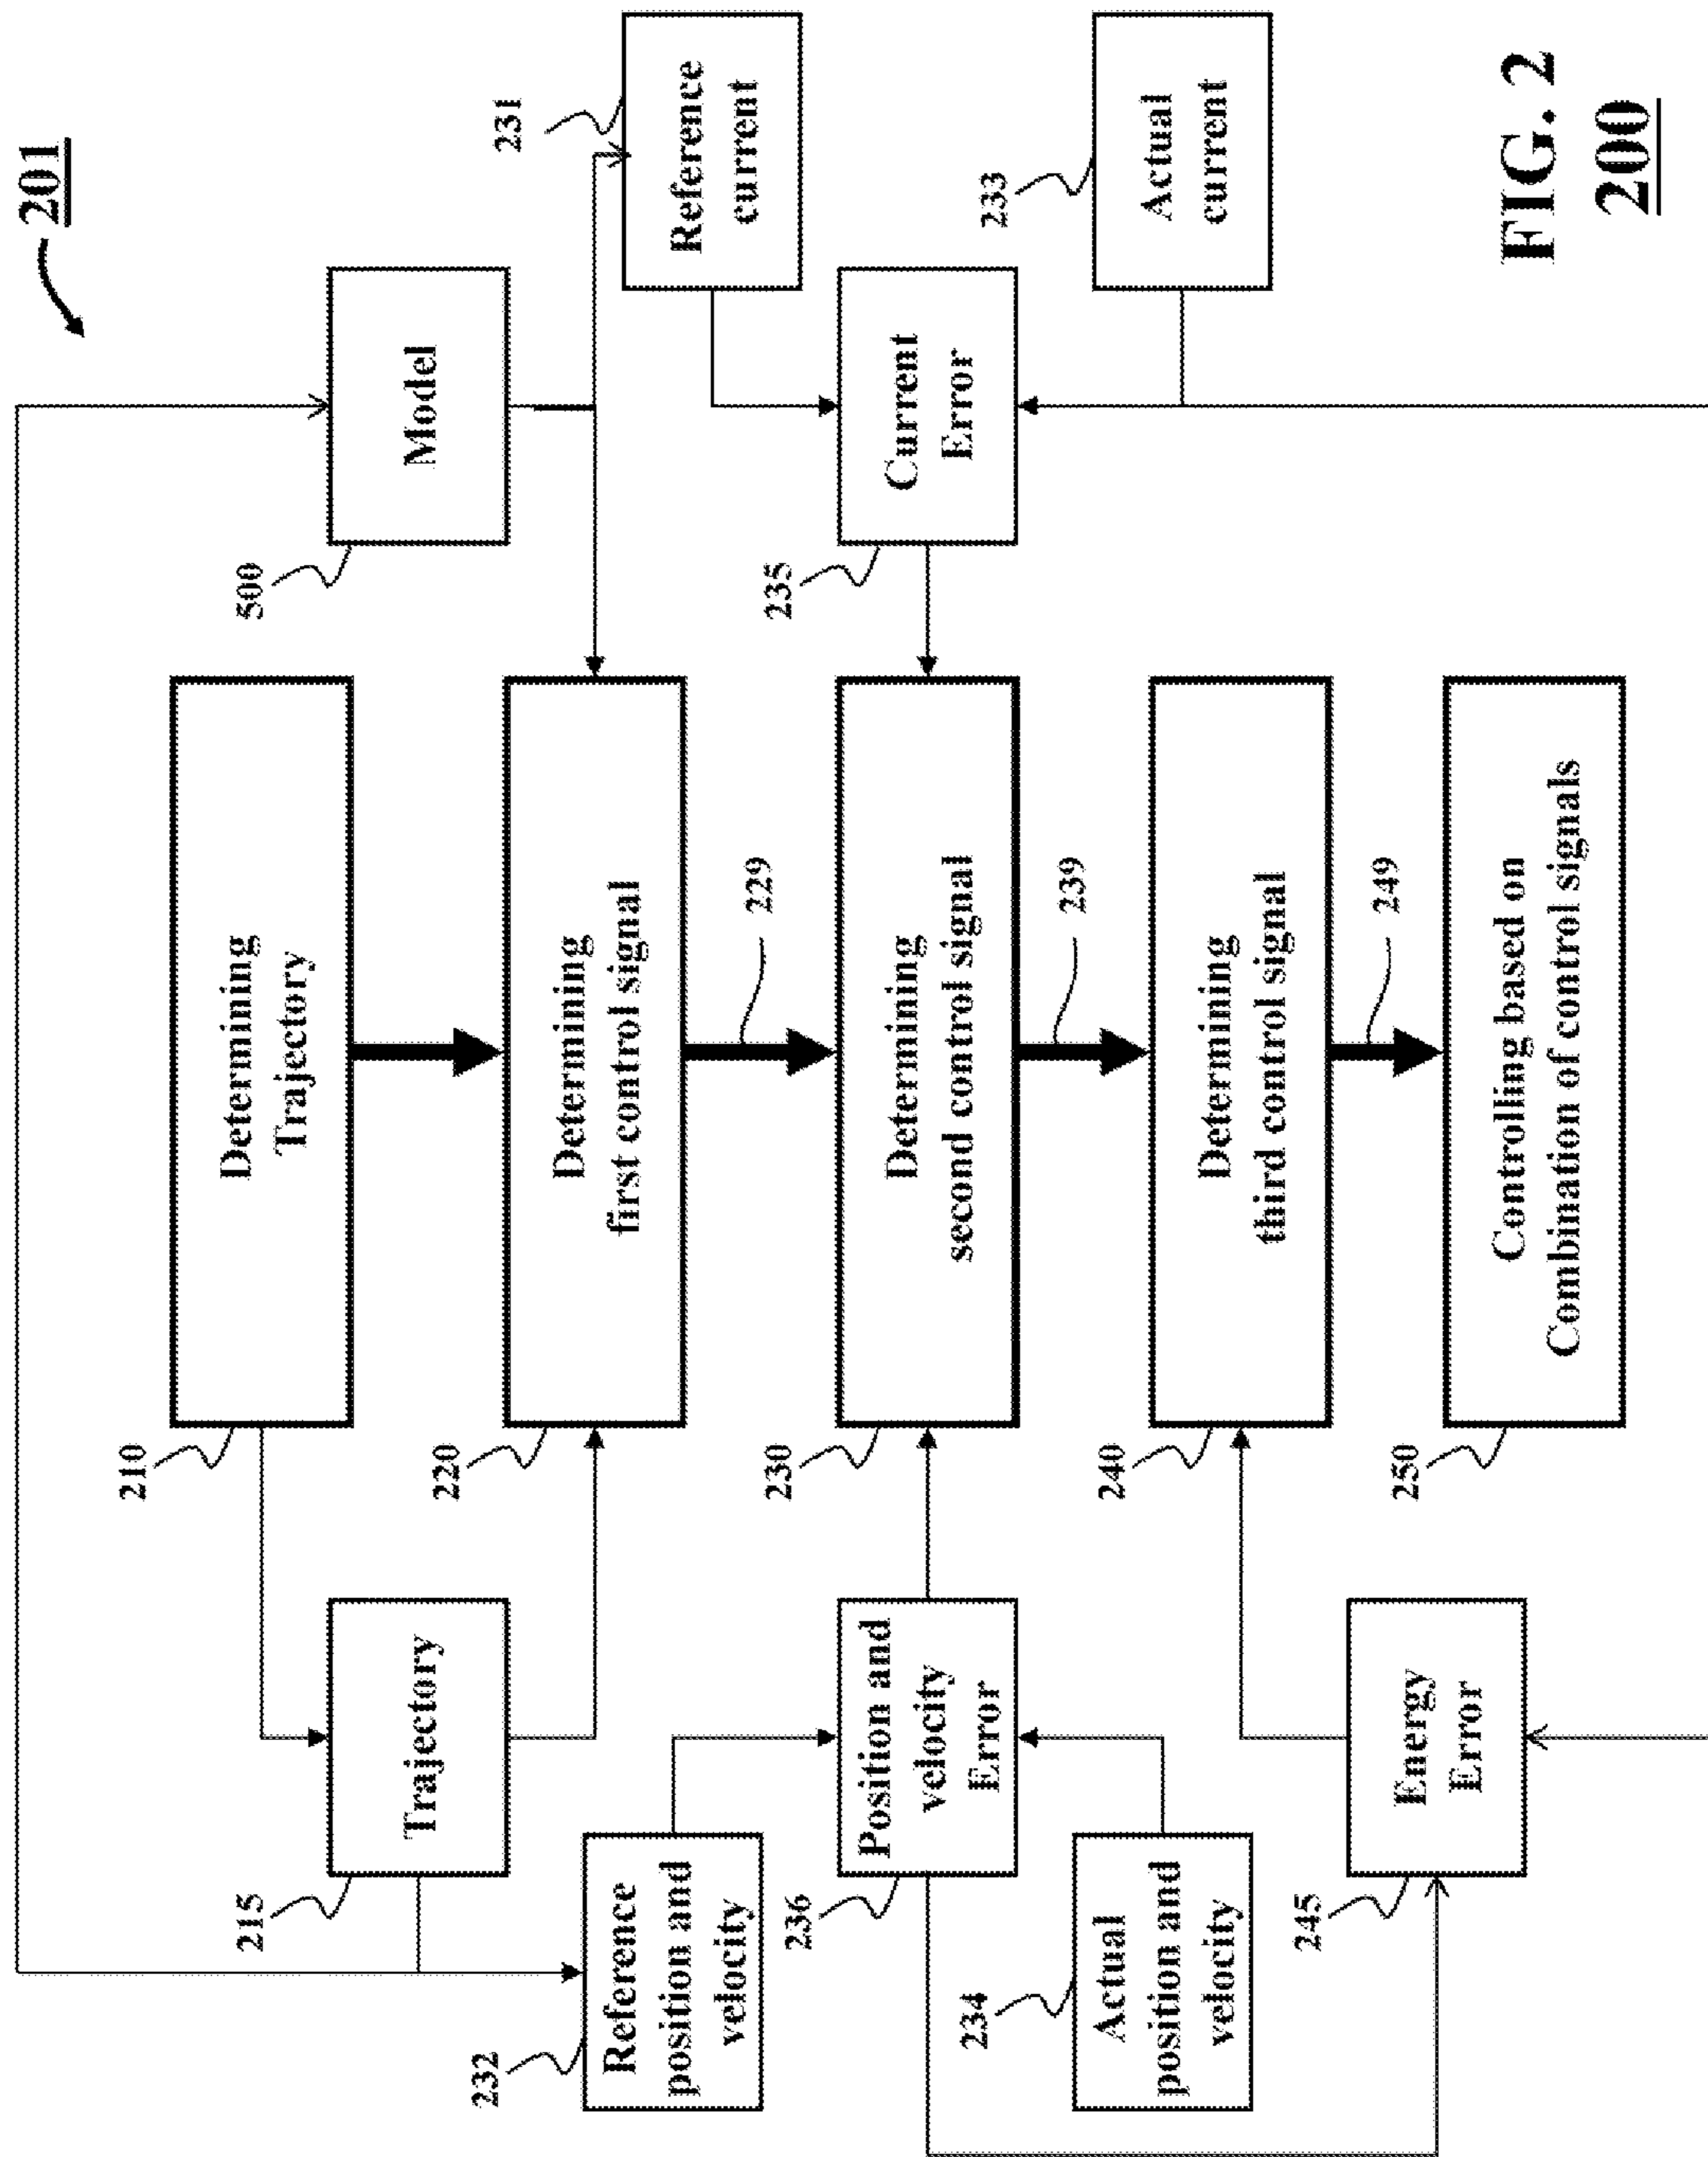 201
210
Determining
Trajectory
500
Model
215
Trajectory
220
Determining
first control signal
229
231
Reference
current
232
Reference
position and
velocity
230
Determining
second control signal
239
235
Current
Error
236
Position and
velocity
Error
233
Actual
current
234
Actual
position and
velocity
240
Determining
third control signal
249
245
Energy
Error
250
Controlling based on
Combination of control signals
FIG. 2
200